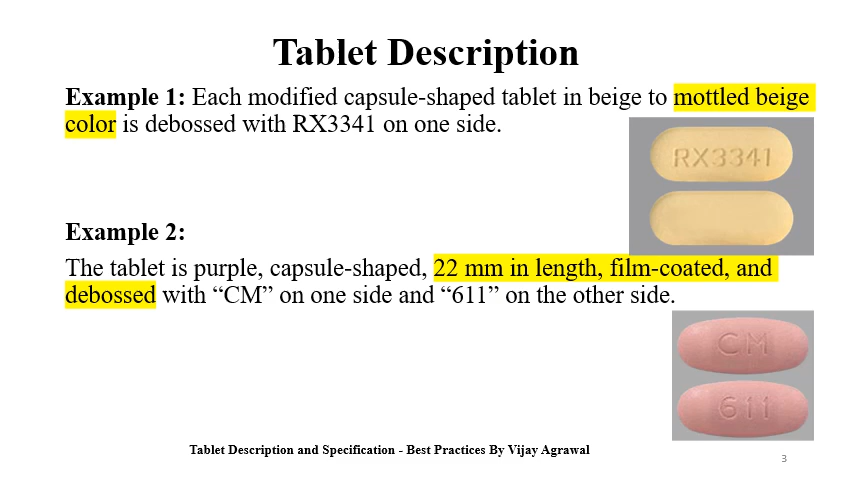 Tablet Description
Example 1: Each modified capsule-shaped tablet in beige to mottled beige
color is debossed with RX3341 on one side.
RX3341
Example 2:
The tablet is purple, capsule-shaped, 22 mm in length, film-coated, and
debossed with “CM” on one side and “611” on the other side.
CM
611
Tablet Description and Specification - Best Practices By Vijay Agrawal
3